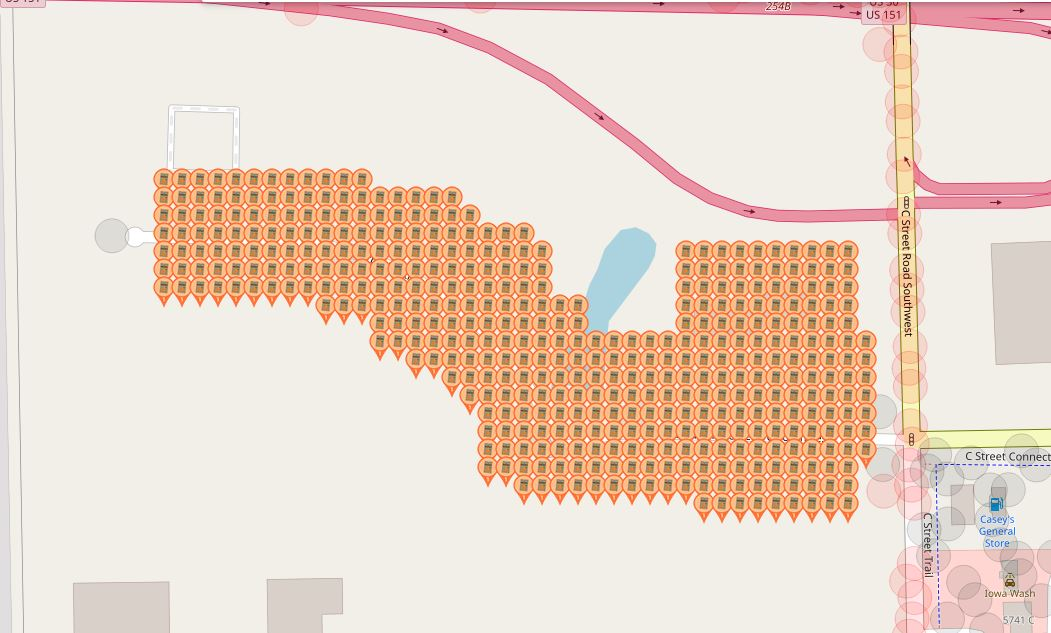 US 151
254B
US 30
US 151
C Street Road Southwest
C Street Connect
C Street Trail
Casey's
General
Store
Iowa Wash
5741 C